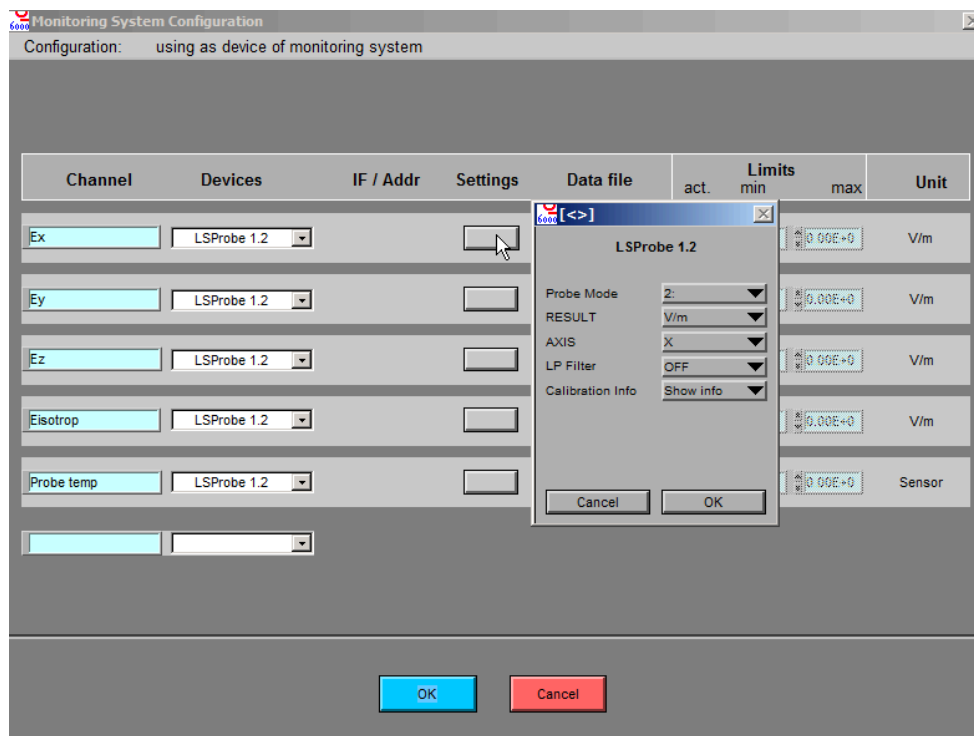 6000 Monitoring System Configuration
Configuration: using as device of monitoring system
Channel Devices IF / Addr Settings Data file Limits Unit
act. min max
6000 [<>]
LSProbe 1.2
Ex LSProbe 1.2 0.00E+0 V/m
Probe Mode 2:
Ey LSProbe 1.2 0.00E+0 V/m
RESULT V/m
AXIS X
Ez LSProbe 1.2 0.00E+0 V/m
LP Filter OFF
Calibration Info Show info
Eisotrop LSProbe 1.2 0.00E+0 V/m
Probe temp LSProbe 1.2 0.00E+0 Sensor
Cancel OK
OK Cancel